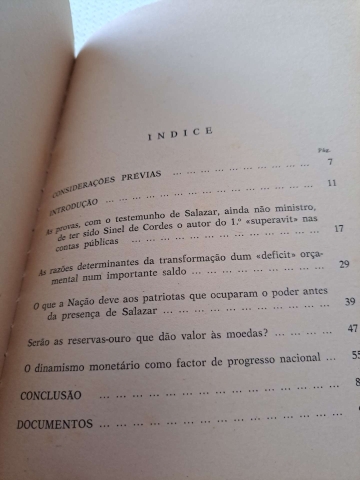 INDICE
Pág.
CONSIDERAÇÕES PRÉVIAS ... ... ... ... ... ... ... ... ... ... 7
INTRODUÇÃO ... ... ... ... ... ... ... ... ... ... ... ... ... 11
As provas, com o testemunho de Salazar, ainda não ministro,
de ter sido Sinel de Cordes o autor do 1.º «superavit» nas
contas públicas ... ... ... ... ... ... ... ... ... ... ... 17
As razões determinantes da transformação dum «deficit» orça-
mental num importante saldo ... ... ... ... ... ... ... 29
O que a Nação deve aos patriotas que ocuparam o poder antes
da presença de Salazar ... ... ... ... ... ... ... ... ... 39
Serão as reservas-ouro que dão valor às moedas? ... ... ... ... 47
O dinamismo monetário como factor de progresso nacional ... ... 55
CONCLUSÃO ... ... ... ... ... ... ... ... ... ... ... ...
DOCUMENTOS ... ... ... ... ... ... ... ... ... ... ... ...